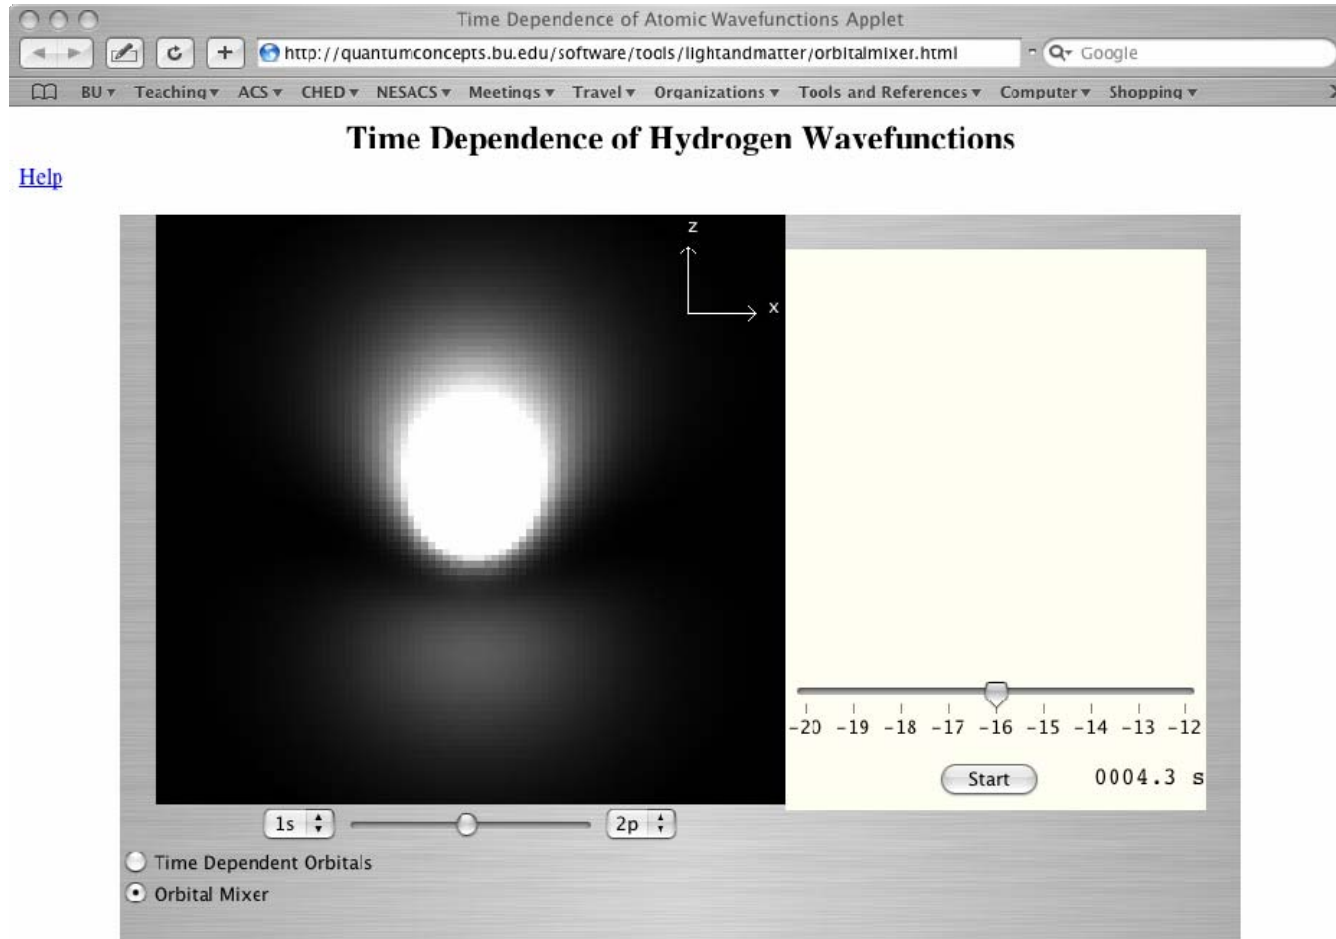 Time Dependence of Atomic Wavefunctions Applet
http://quantumconcepts.bu.edu/software/tools/lightandmatter/orbitalmixer.html Google
BU Teaching ACS CHED NESACS Meetings Travel Organizations Tools and References Computer Shopping
Time Dependence of Hydrogen Wavefunctions
Help
z
x
-20 -19 -18 -17 -16 -15 -14 -13 -12
Start 0004.3 s
1s 2p
Time Dependent Orbitals
Orbital Mixer